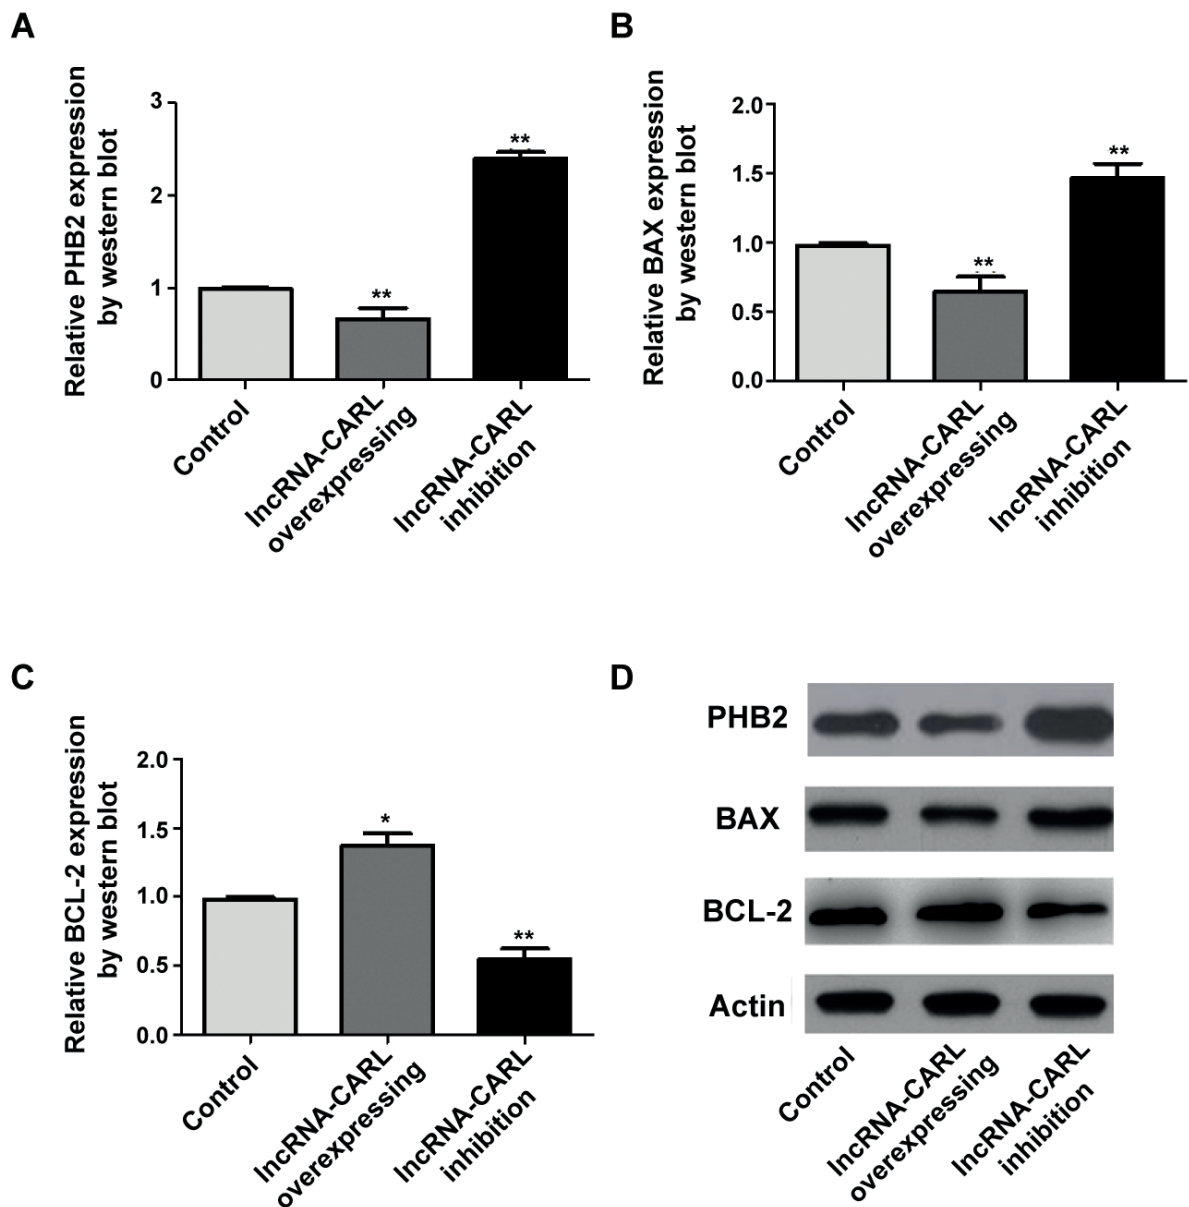 A
Relative PHB2 expression
by western blot
3
2
1
0
**
**
Control
lncRNA-CARL
overexpressing
lncRNA-CARL
inhibition
B
Relative BAX expression
by western blot
2.0
1.5
1.0
0.5
0.0
**
**
Control
lncRNA-CARL
overexpressing
lncRNA-CARL
inhibition
C
Relative BCL-2 expression
by western blot
2.0
1.5
1.0
0.5
0.0
*
**
Control
lncRNA-CARL
overexpressing
lncRNA-CARL
inhibition
D
PHB2
BAX
BCL-2
Actin
Control
lncRNA-CARL
overexpressing
lncRNA-CARL
inhibition